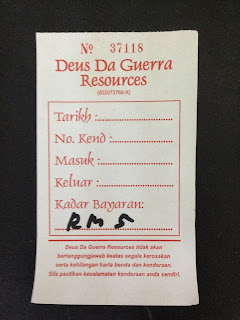 Nº 37118
Deus Da Guerra
Resources
(002072760-X)
Tarikh :
No. Kend :
Masuk :
Keluar :
Kadar Bayaran:
RM 5
Deus Da Guerra Resources tidak akan
bertanggungjawab keatas segala kerosakan
serta kehilangan harta benda dan kenderaan.
Sila pastikan keselamatan kenderaan anda sendiri.